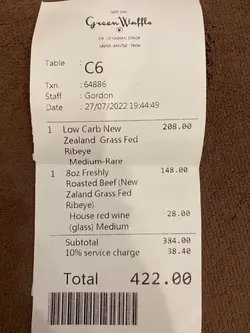 Green Waffle
Table : C6
Txn : 64886
Staff : Gordon
Date : 27/07/2022 19:44:49
1 Low Carb New 208.00
Zealand Grass Fed
Ribeye
Medium-Rare
1 8oz Freshly 148.00
Roasted Beef (New
Zaland Grass Fed
Ribeye)
House red wine 28.00
(glass) Medium
Subtotal 384.00
10% service charge 38.40
Total 422.00